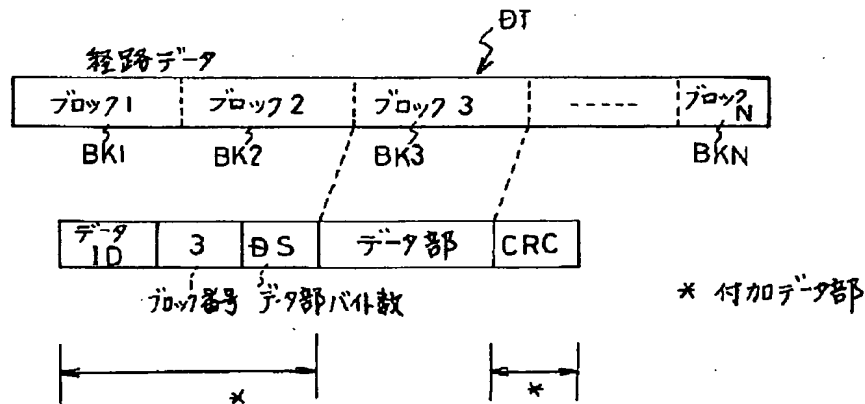 DT
経路データ
ブロック1 ブロック2 ブロック3 ----- ブロックN
BK1 BK2 BK3 BKN
データID 3 DS データ部 CRC
ブロック番号 データ部バイト数
* 付加データ部
* *